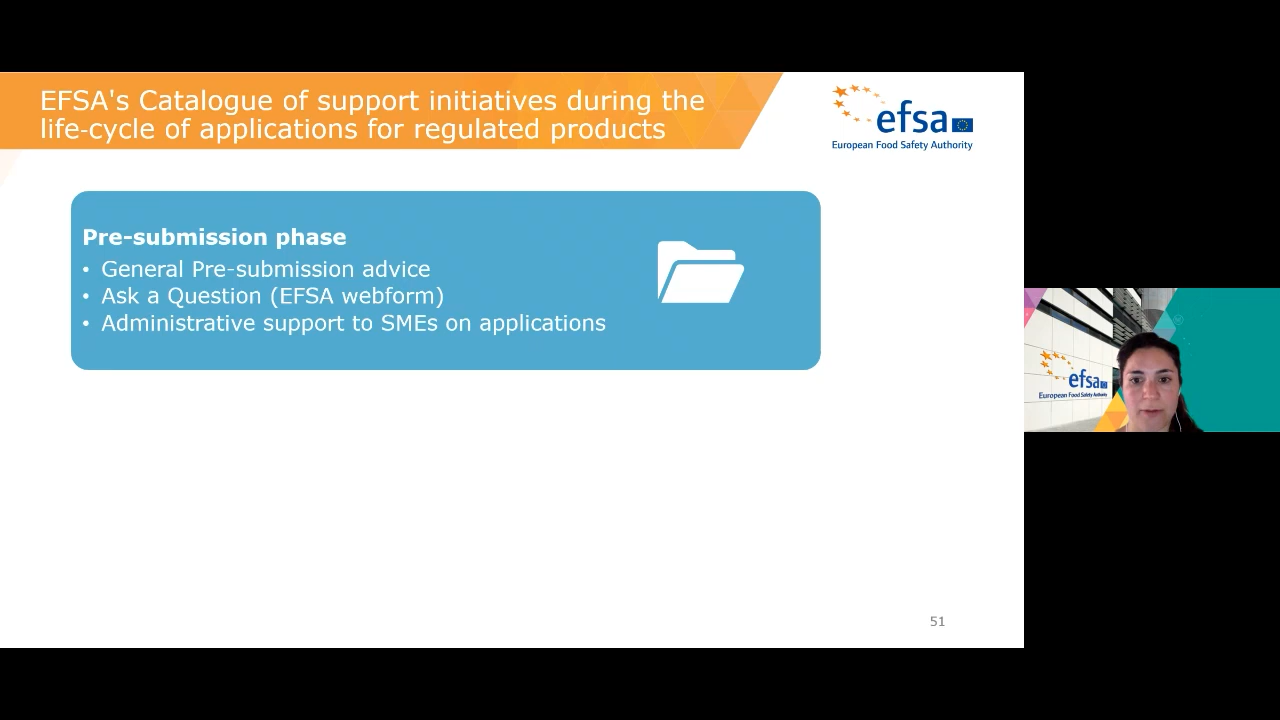 EFSA's Catalogue of support initiatives during the
life-cycle of applications for regulated products
efsa
European Food Safety Authority
Pre-submission phase
• General Pre-submission advice
• Ask a Question (EFSA webform)
• Administrative support to SMEs on applications
efsa
European Food Safety Authority
51